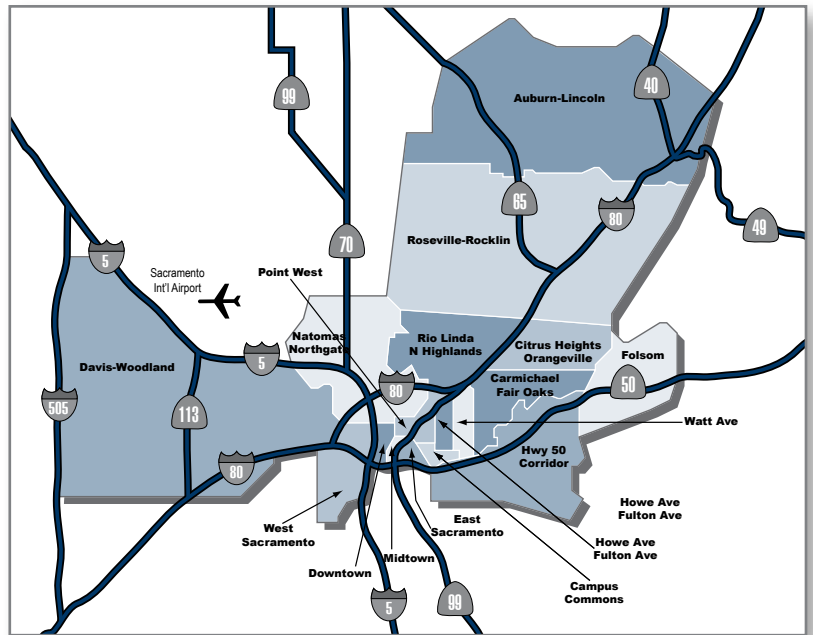 99
40
Auburn-Lincoln
65
80
49
70
Roseville-Rocklin
5
Sacramento
Int'l Airport
Point West
Natomas
Northgate
Rio Linda
N Highlands
Citrus Heights
Orangeville
Folsom
5
Davis-Woodland
80
Carmichael
Fair Oaks
50
505
113
Watt Ave
80
Hwy 50
Corridor
Howe Ave
Fulton Ave
West
Sacramento
East
Sacramento
Howe Ave
Fulton Ave
Midtown
Downtown
Campus
Commons
5
99